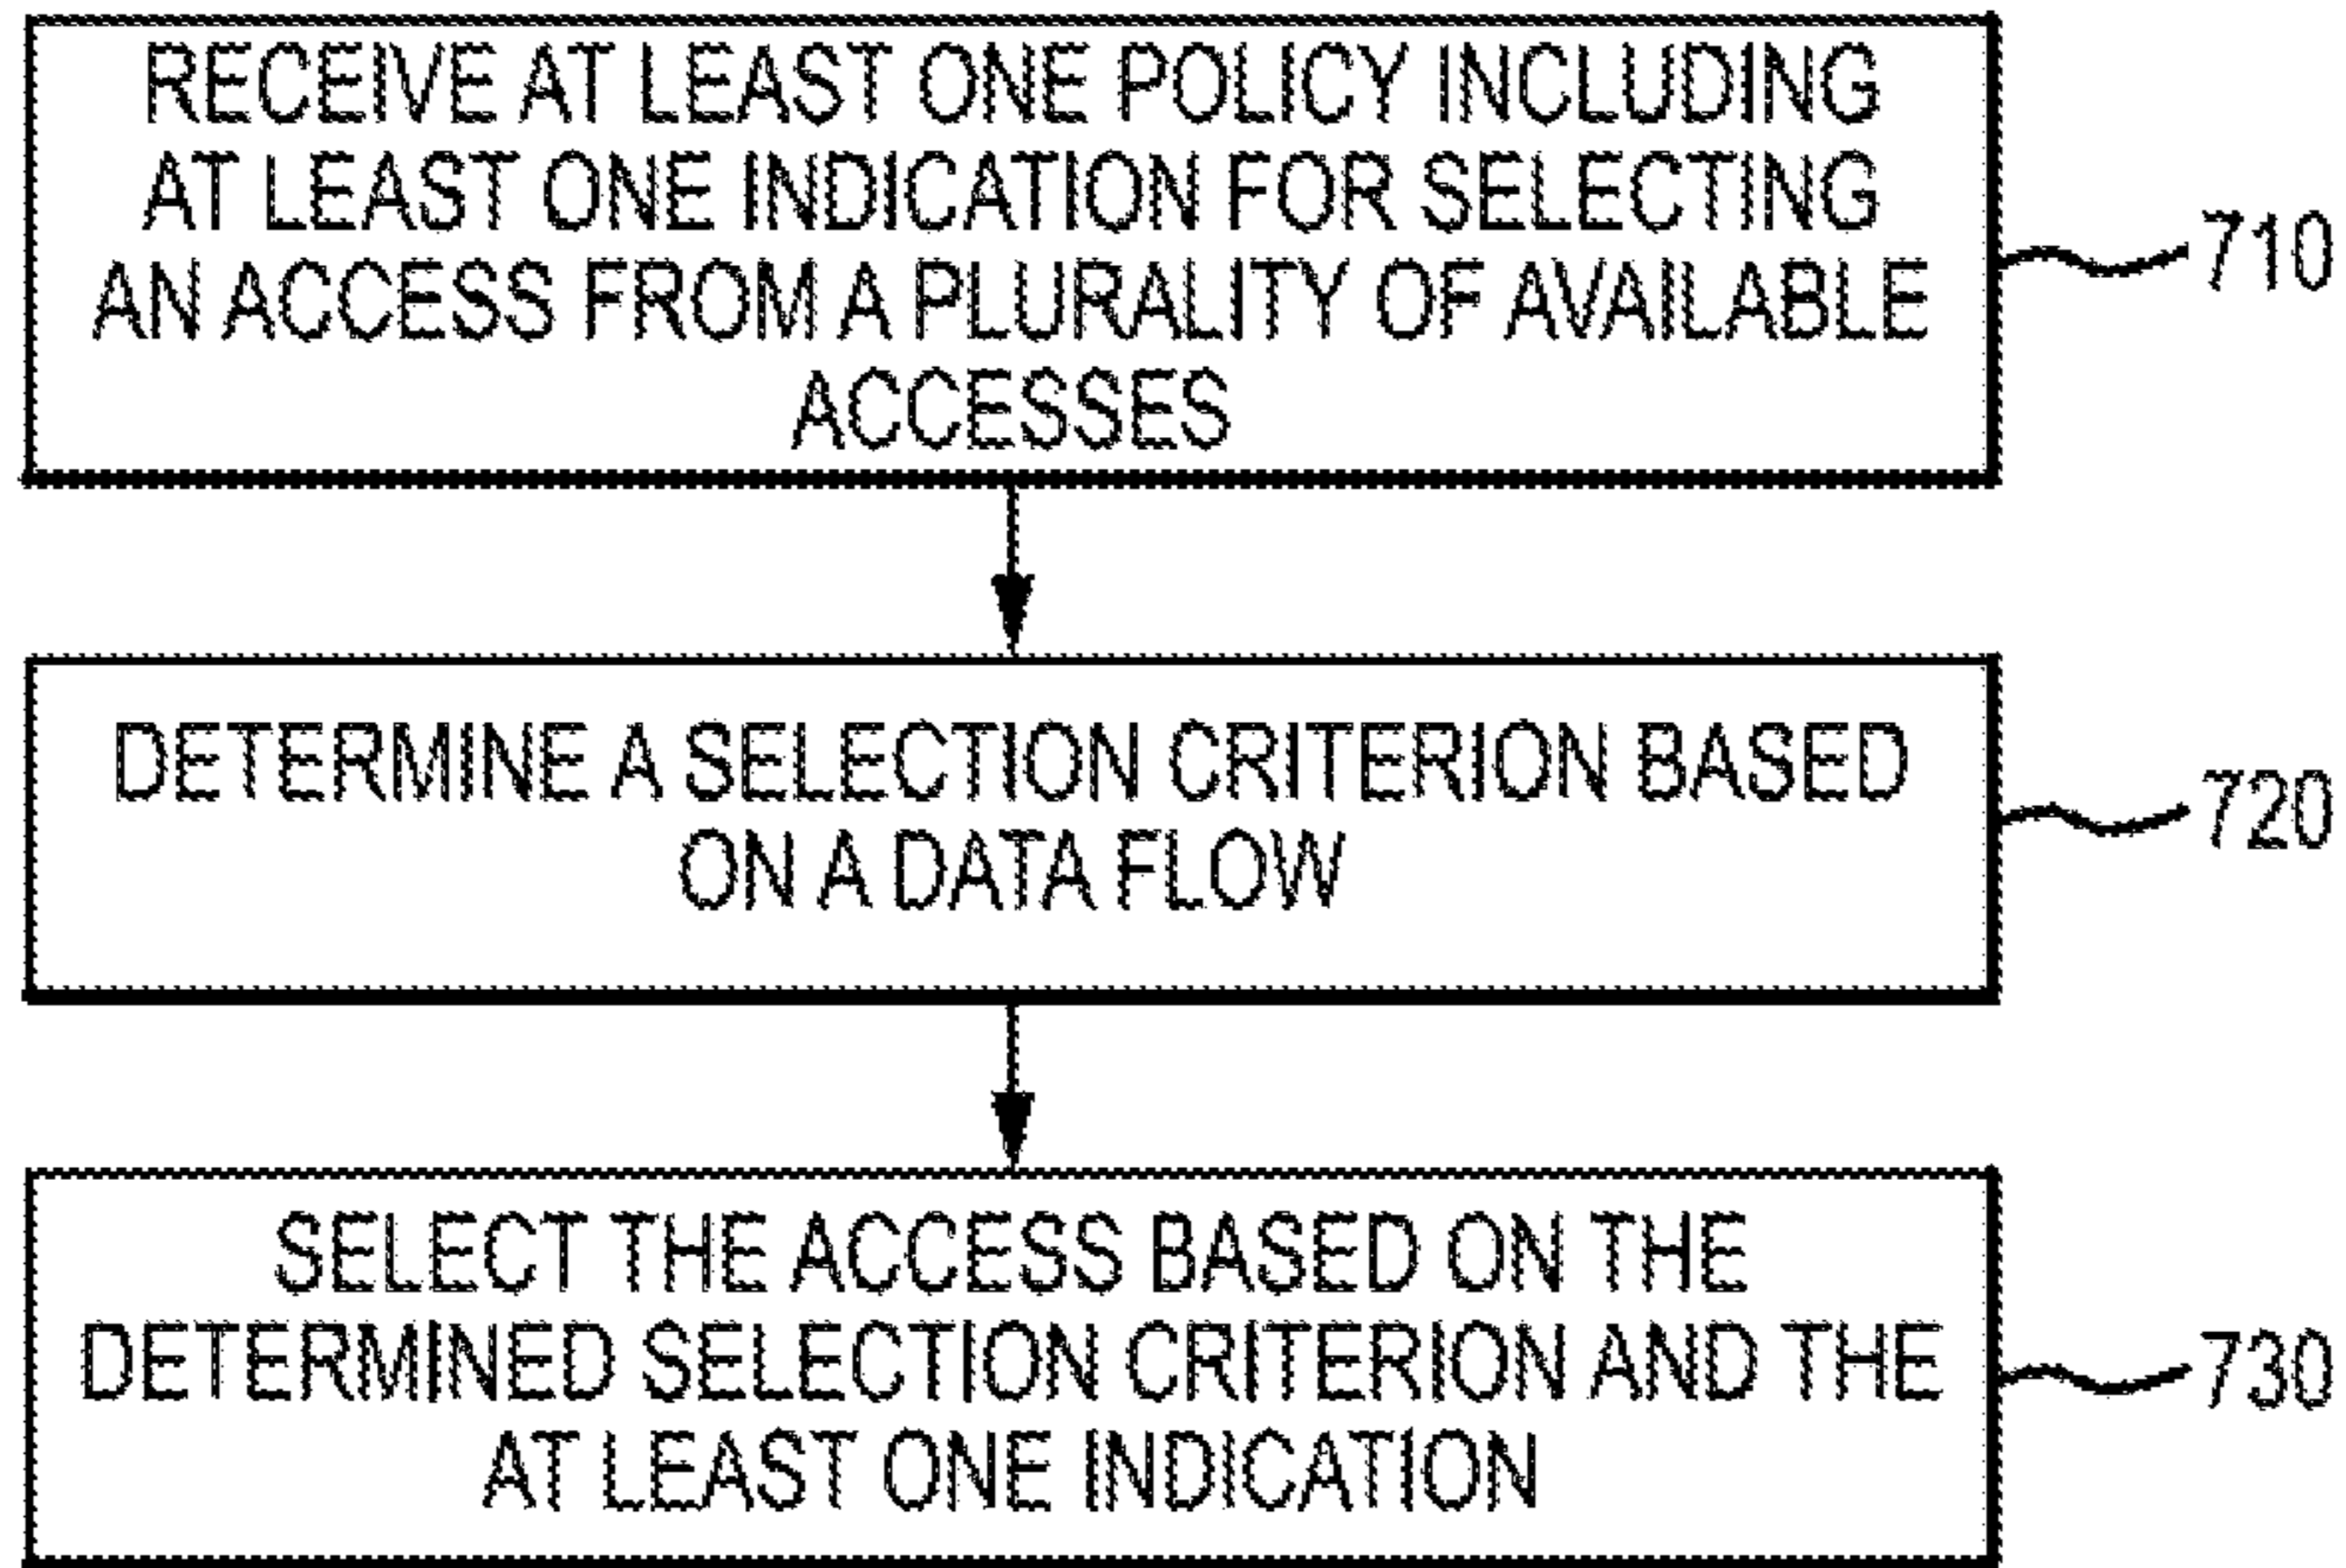 RECEIVE AT LEAST ONE POLICY INCLUDING
AT LEAST ONE INDICATION FOR SELECTING
AN ACCESS FROM A PLURALITY OF AVAILABLE
ACCESSES
710
DETERMINE A SELECTION CRITERION BASED
ON A DATA FLOW
720
SELECT THE ACCESS BASED ON THE
DETERMINED SELECTION CRITERION AND THE
AT LEAST ONE INDICATION
730